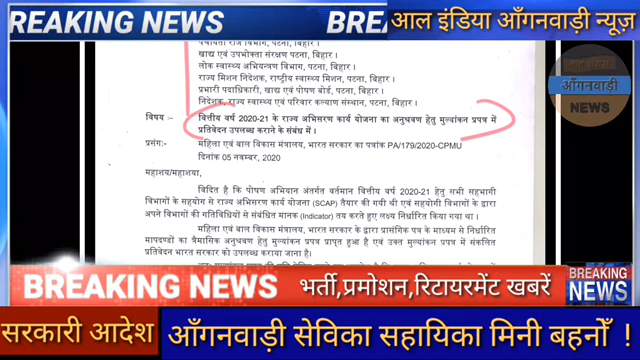 REAKING NEWS
BREAKIN
आल इंडिया आँगनवाड़ी न्यूज़
आँगनवाड़ी
NEWS
पंचायती राज विभाग, पटना, बिहार।
खाद्य एवं उपभोक्ता संरक्षण पटना, बिहार।
लोक स्वास्थ्य अभियन्त्रण विभाग, पटना, बिहार।
राज्य मिशन निदेशक, राष्ट्रीय स्वास्थ्य मिशन, पटना, बिहार।
प्रभारी पदाधिकारी, खाद्य एवं पोषण बोर्ड, पटना, बिहार।
निदेशक, राज्य स्वास्थ्य एवं परिवार कल्याण संस्थान, पटना, बिहार।
विषय :- वित्तीय वर्ष 2020-21 के राज्य अभिसरण कार्य योजना का अनुश्रवण हेतु मुल्यांकन प्रपत्र में
प्रतिवेदन उपलब्ध कराने के संबंध में।
प्रसंग:- महिला एवं बाल विकास मंत्रालय, भारत सरकार का पत्रांक PA/179/2020-CPMU
दिनांक 05 नवम्बर, 2020
महाशय/महाशया,
विदित है कि पोषण अभियान अंतर्गत वर्तमान वित्तीय वर्ष 2020-21 हेतु सभी सहभागी
विभागों के सहयोग से राज्य अभिसरण कार्य योजना (SCAP) तैयार की गयी थी एवं सहयोगी विभागों के द्वारा
अपने विभागों की गतिविधियों से संबंधित मानक (Indicator) तय करते हुए लक्ष्य निर्धारित किया गया था।
महिला एवं बाल विकास मंत्रालय, भारत सरकार के द्वारा प्रासंगिक पत्र के माध्यम से निर्धारित
मापदण्डों का त्रैमासिक अनुश्रवण हेतु मुल्यांकन प्रपत्र प्राप्त हुआ है एवं उक्त मुल्यांकन प्रपत्र में संकलित
प्रतिवेदन भारत सरकार को उपलब्ध कराया जाना है।
BREAKING NEWS
भर्ती,प्रमोशन,रिटायरमेंट खबरें
BREAKING
NEWS
सरकारी आदेश
आँगनवाड़ी सेविका सहायिका मिनी बहनोँ !